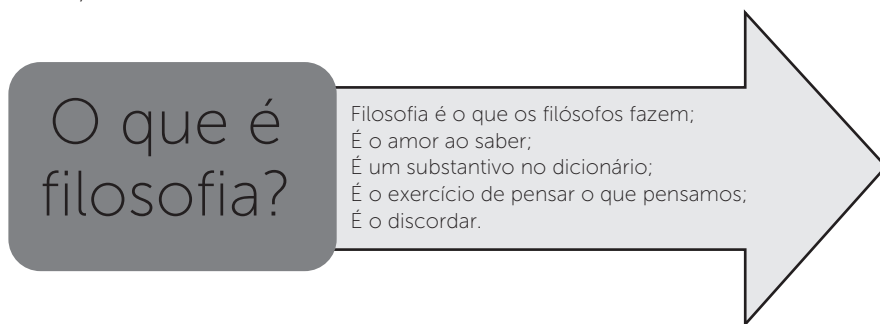 O que é
filosofia?
Filosofia é o que os filósofos fazem;
É o amor ao saber;
É um substantivo no dicionário;
É o exercício de pensar o que pensamos;
É o discordar.